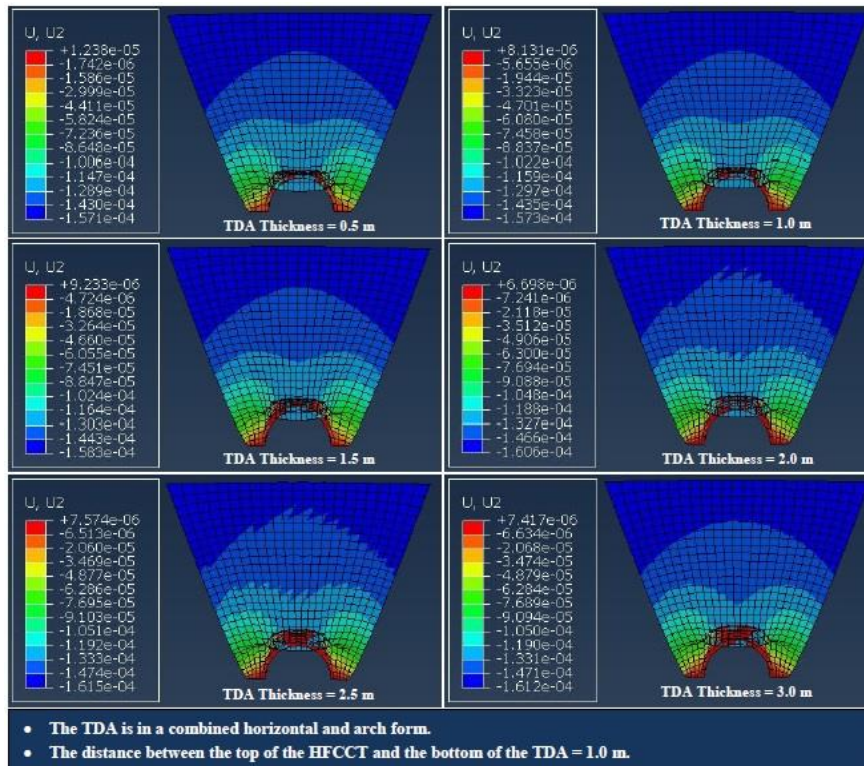 U, U2
+1.238e-05
-1.742e-06
-1.586e-05
-2.999e-05
-4.411e-05
-5.824e-05
-7.236e-05
-8.648e-05
-1.006e-04
-1.147e-04
-1.289e-04
-1.430e-04
-1.571e-04
TDA Thickness = 0.5 m
U, U2
+8.131e-06
-5.655e-06
-1.944e-05
-3.323e-05
-4.701e-05
-6.080e-05
-7.458e-05
-8.837e-05
-1.022e-04
-1.159e-04
-1.297e-04
-1.435e-04
-1.573e-04
TDA Thickness = 1.0 m
U, U2
+9.233e-06
-4.724e-06
-1.868e-05
-3.264e-05
-4.660e-05
-6.055e-05
-7.451e-05
-8.847e-05
-1.024e-04
-1.164e-04
-1.303e-04
-1.443e-04
-1.583e-04
TDA Thickness = 1.5 m
U, U2
+6.698e-06
-7.241e-06
-2.118e-05
-3.512e-05
-4.906e-05
-6.300e-05
-7.694e-05
-9.088e-05
-1.048e-04
-1.188e-04
-1.327e-04
-1.466e-04
-1.606e-04
TDA Thickness = 2.0 m
U, U2
+7.574e-06
-6.513e-06
-2.060e-05
-3.469e-05
-4.877e-05
-6.286e-05
-7.695e-05
-9.103e-05
-1.051e-04
-1.192e-04
-1.333e-04
-1.474e-04
-1.615e-04
TDA Thickness = 2.5 m
U, U2
+7.417e-06
-6.634e-06
-2.068e-05
-3.474e-05
-4.879e-05
-6.284e-05
-7.689e-05
-9.094e-05
-1.050e-04
-1.190e-04
-1.331e-04
-1.471e-04
-1.612e-04
TDA Thickness = 3.0 m
• The TDA is in a combined horizontal and arch form.
• The distance between the top of the HFCCT and the bottom of the TDA = 1.0 m.